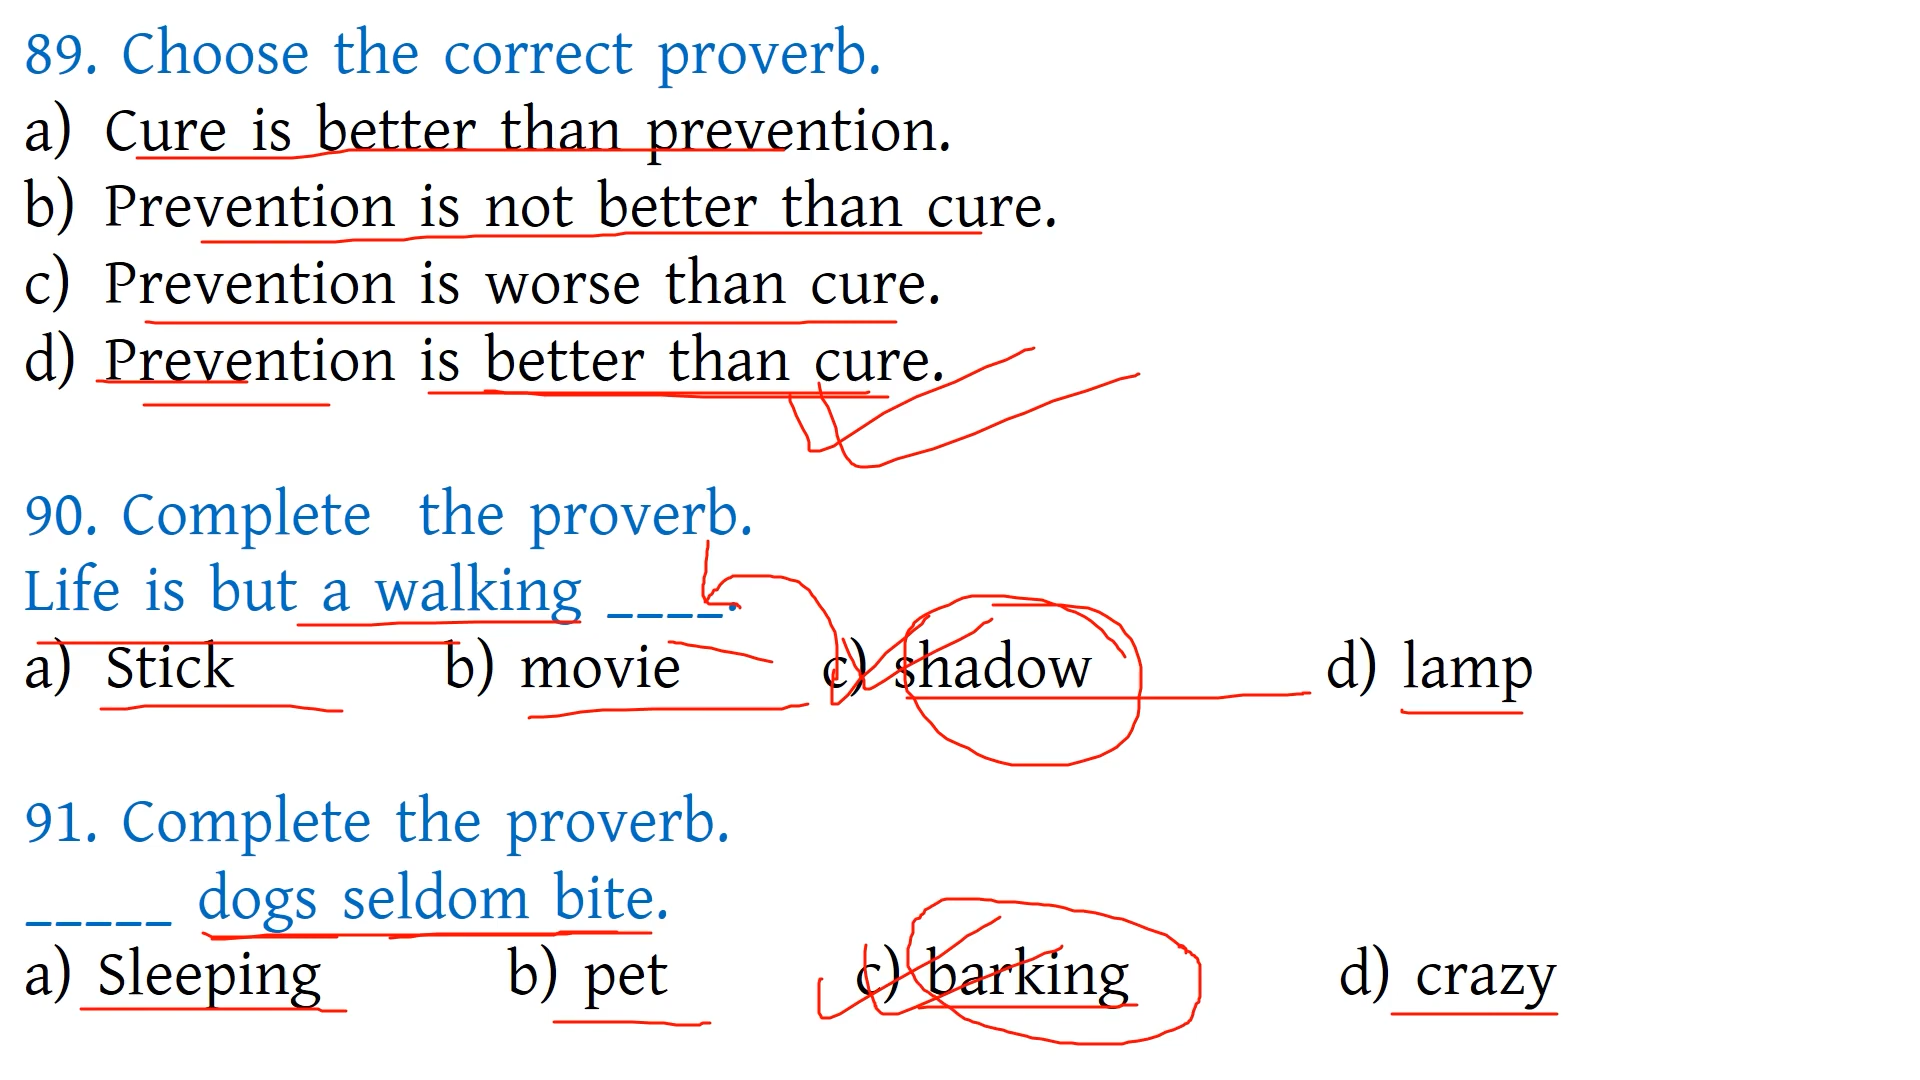 89. Choose the correct proverb.
a) Cure is better than prevention.
b) Prevention is not better than cure.
c) Prevention is worse than cure.
d) Prevention is better than cure.
90. Complete the proverb.
Life is but a walking ____.
a) Stick b) movie c) shadow d) lamp
91. Complete the proverb.
_____ dogs seldom bite.
a) Sleeping b) pet c) barking d) crazy